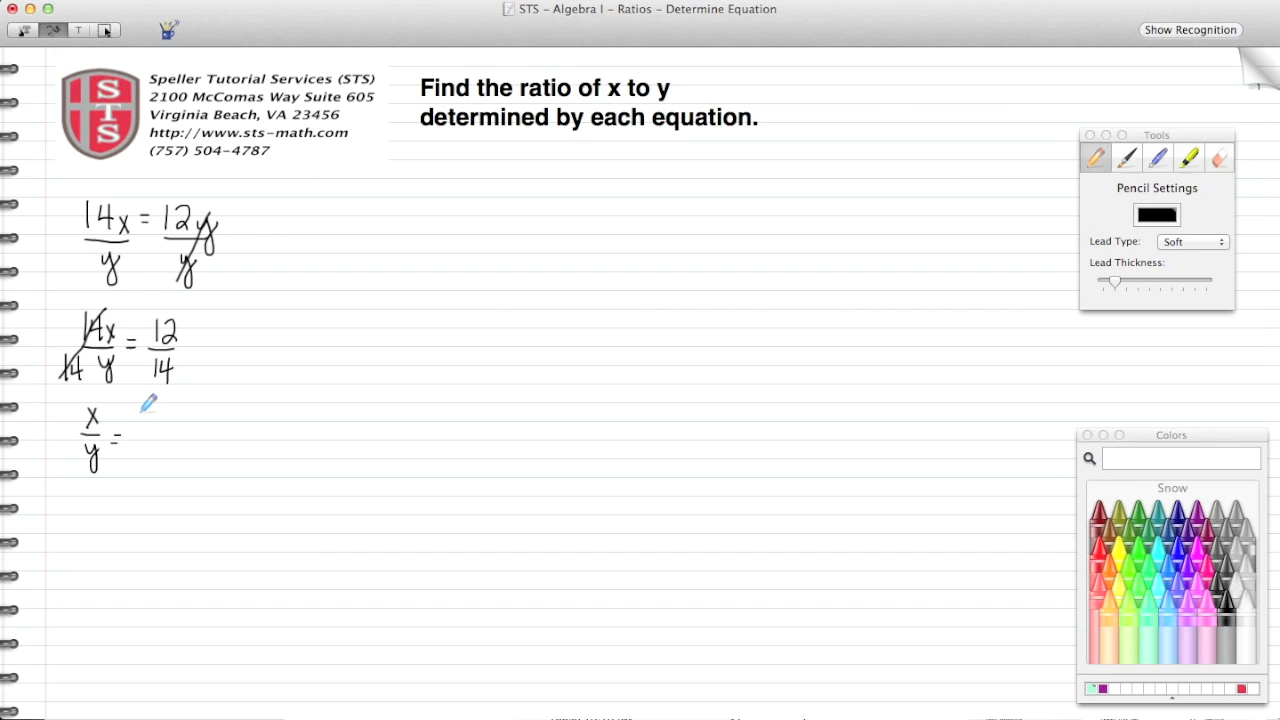 STS – Algebra I – Ratios – Determine Equation
T
Show Recognition
S
T
S
Speller Tutorial Services (STS)
2100 McComas Way Suite 605
Virginia Beach, VA 23456
http://www.sts-math.com
(757) 504-4787
Find the ratio of x to y
determined by each equation.
1
Tools
Pencil Settings
Lead Type: Soft
Lead Thickness:
14x = 12y
y y
14x = 12
14 y 14
x
y =
Colors
Snow